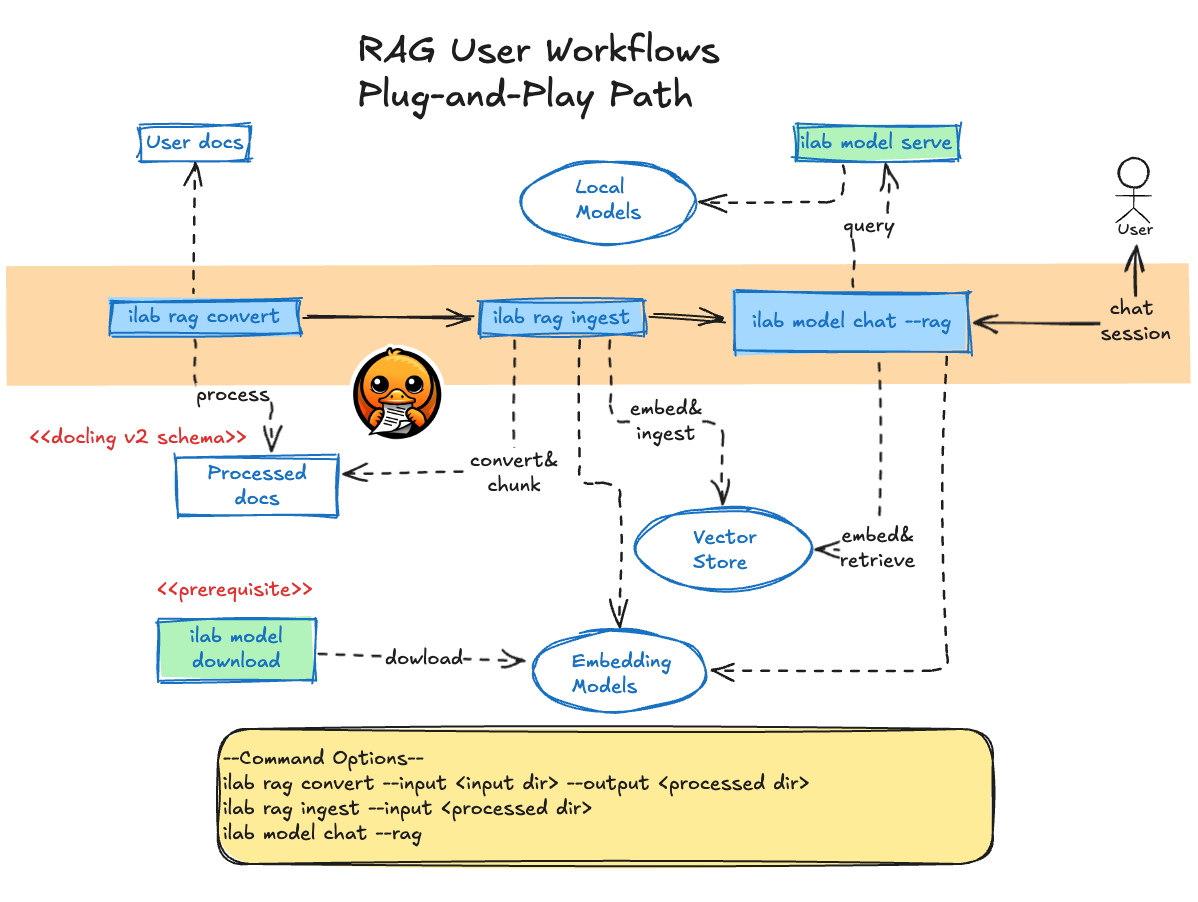 RAG User Workflows
Plug-and-Play Path
User docs
ilab model serve
Local
Models
query
User
ilab rag convert
ilab rag ingest
ilab model chat --rag
chat
session
process
embed&
ingest
<<docling v2 schema>>
convert&
chunk
Processed
docs
Vector
Store
embed&
retrieve
<<prerequisite>>
ilab model
download
dowload
Embedding
Models
--Command Options--
ilab rag convert --input <input dir> --output <processed dir>
ilab rag ingest --input <processed dir>
ilab model chat --rag